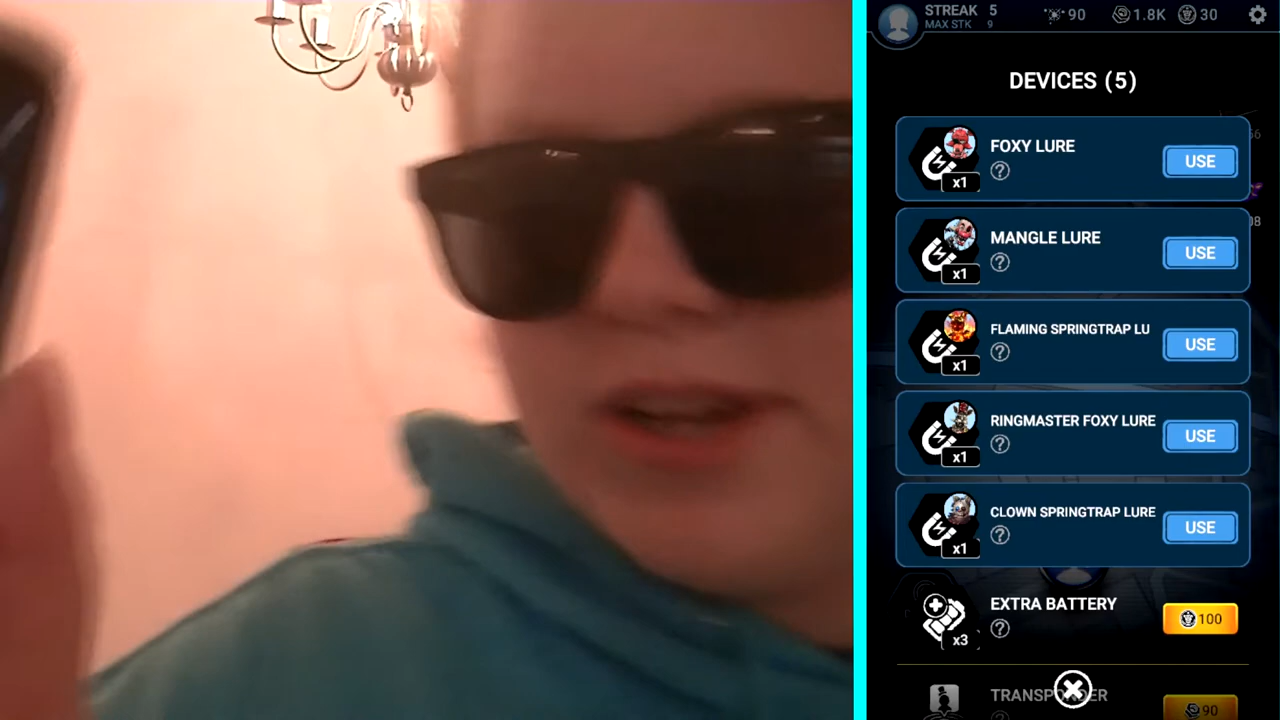 STREAK 5 90 1.8K 30
MAX STK 9
DEVICES (5)
FOXY LURE
?
x1
USE
MANGLE LURE
?
x1
USE
FLAMING SPRINGTRAP LU
?
x1
USE
RINGMASTER FOXY LURE
?
x1
USE
CLOWN SPRINGTRAP LURE
?
x1
USE
EXTRA BATTERY
?
x3
100
TRANSPONDER
90